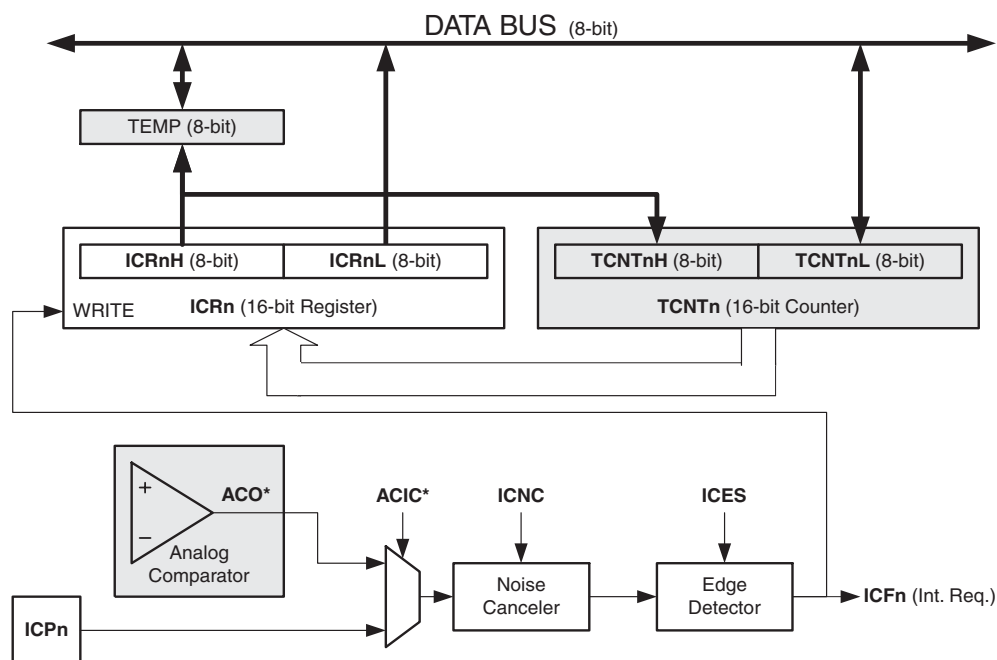 DATA BUS (8-bit)
TEMP (8-bit)
ICRnH (8-bit)
ICRnL (8-bit)
TCNTnH (8-bit)
TCNTnL (8-bit)
WRITE
ICRn (16-bit Register)
TCNTn (16-bit Counter)
+
−
ACO*
Analog
Comparator
ACIC*
ICNC
ICES
Noise
Canceler
Edge
Detector
ICFn (Int. Req.)
ICPn